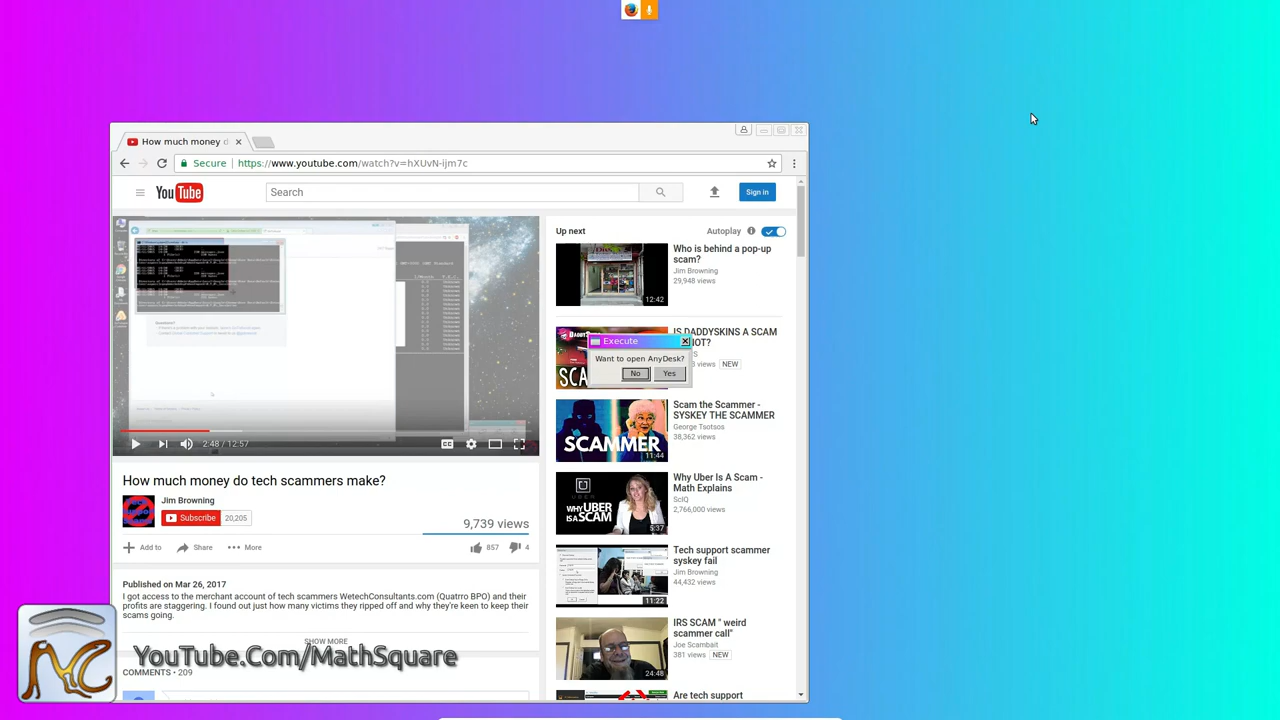 How much money d
Secure
https://www.youtube.com/watch?v=hXUvN-ijm7c
YouTube
Search
Sign in
2:48 / 12:57
How much money do tech scammers make?
Jim Browning
Subscribe 20,205
9,739 views
Add to
Share
More
857
4
Published on Mar 26, 2017
I got access to the merchant account of tech scammers WetechConsultants.com (Quatro BPO) and their
profits are staggering. I found out just how many victims they ripped off and why they're keen to keep their
scams going.
SHOW MORE
COMMENTS • 209
YouTube.Com/MathSquare
Up next
Autoplay
Who is behind a pop-up
scam?
Jim Browning
29,948 views
12:42
IS DADDYSKINS A SCAM
NEW
Execute
Want to open AnyDesk?
No
Yes
Scam the Scammer -
SYSKEY THE SCAMMER
George Tsotsos
38,362 views
SCAMMER
11:44
Why Uber Is A Scam -
Math Explains
SciQ
2,766,000 views
UBER
WHY UBER
IS A SCAM
5:37
Tech support scammer
syskey fail
Jim Browning
44,432 views
11:22
IRS SCAM " weird
scammer call"
Joe Scambait
381 views NEW
24:48
Are tech support